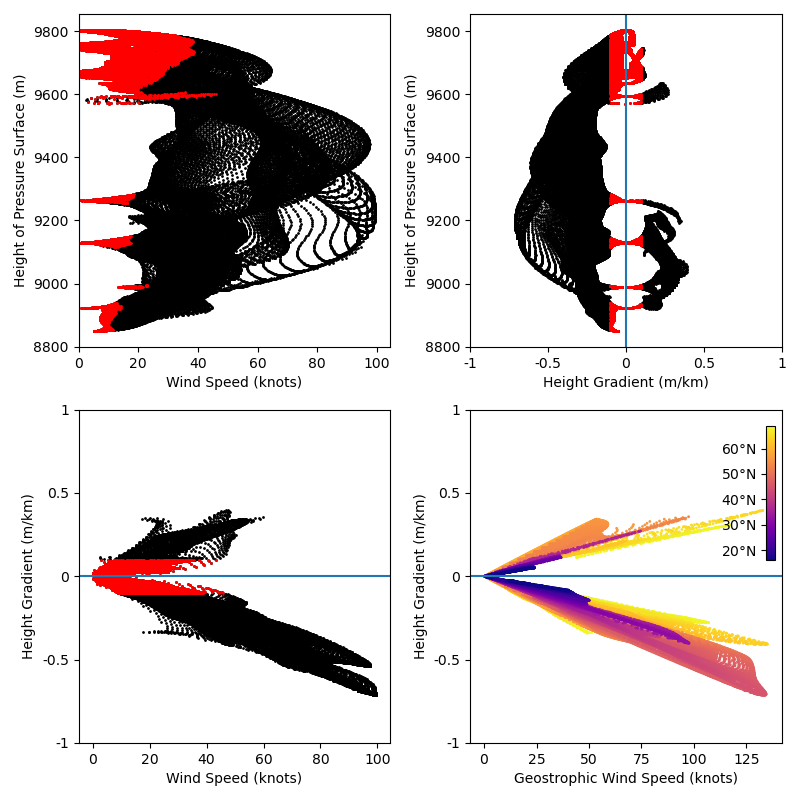 9800
9600
9400
9200
9000
8800
Height of Pressure Surface (m)
0 20 40 60 80 100
Wind Speed (knots)
9800
9600
9400
9200
9000
8800
Height of Pressure Surface (m)
-1 -0.5 0 0.5 1
Height Gradient (m/km)
1
0.5
0
-0.5
-1
Height Gradient (m/km)
0 20 40 60 80 100
Wind Speed (knots)
1
0.5
0
-0.5
-1
Height Gradient (m/km)
60°N
50°N
40°N
30°N
20°N
0 25 50 75 100 125
Geostrophic Wind Speed (knots)